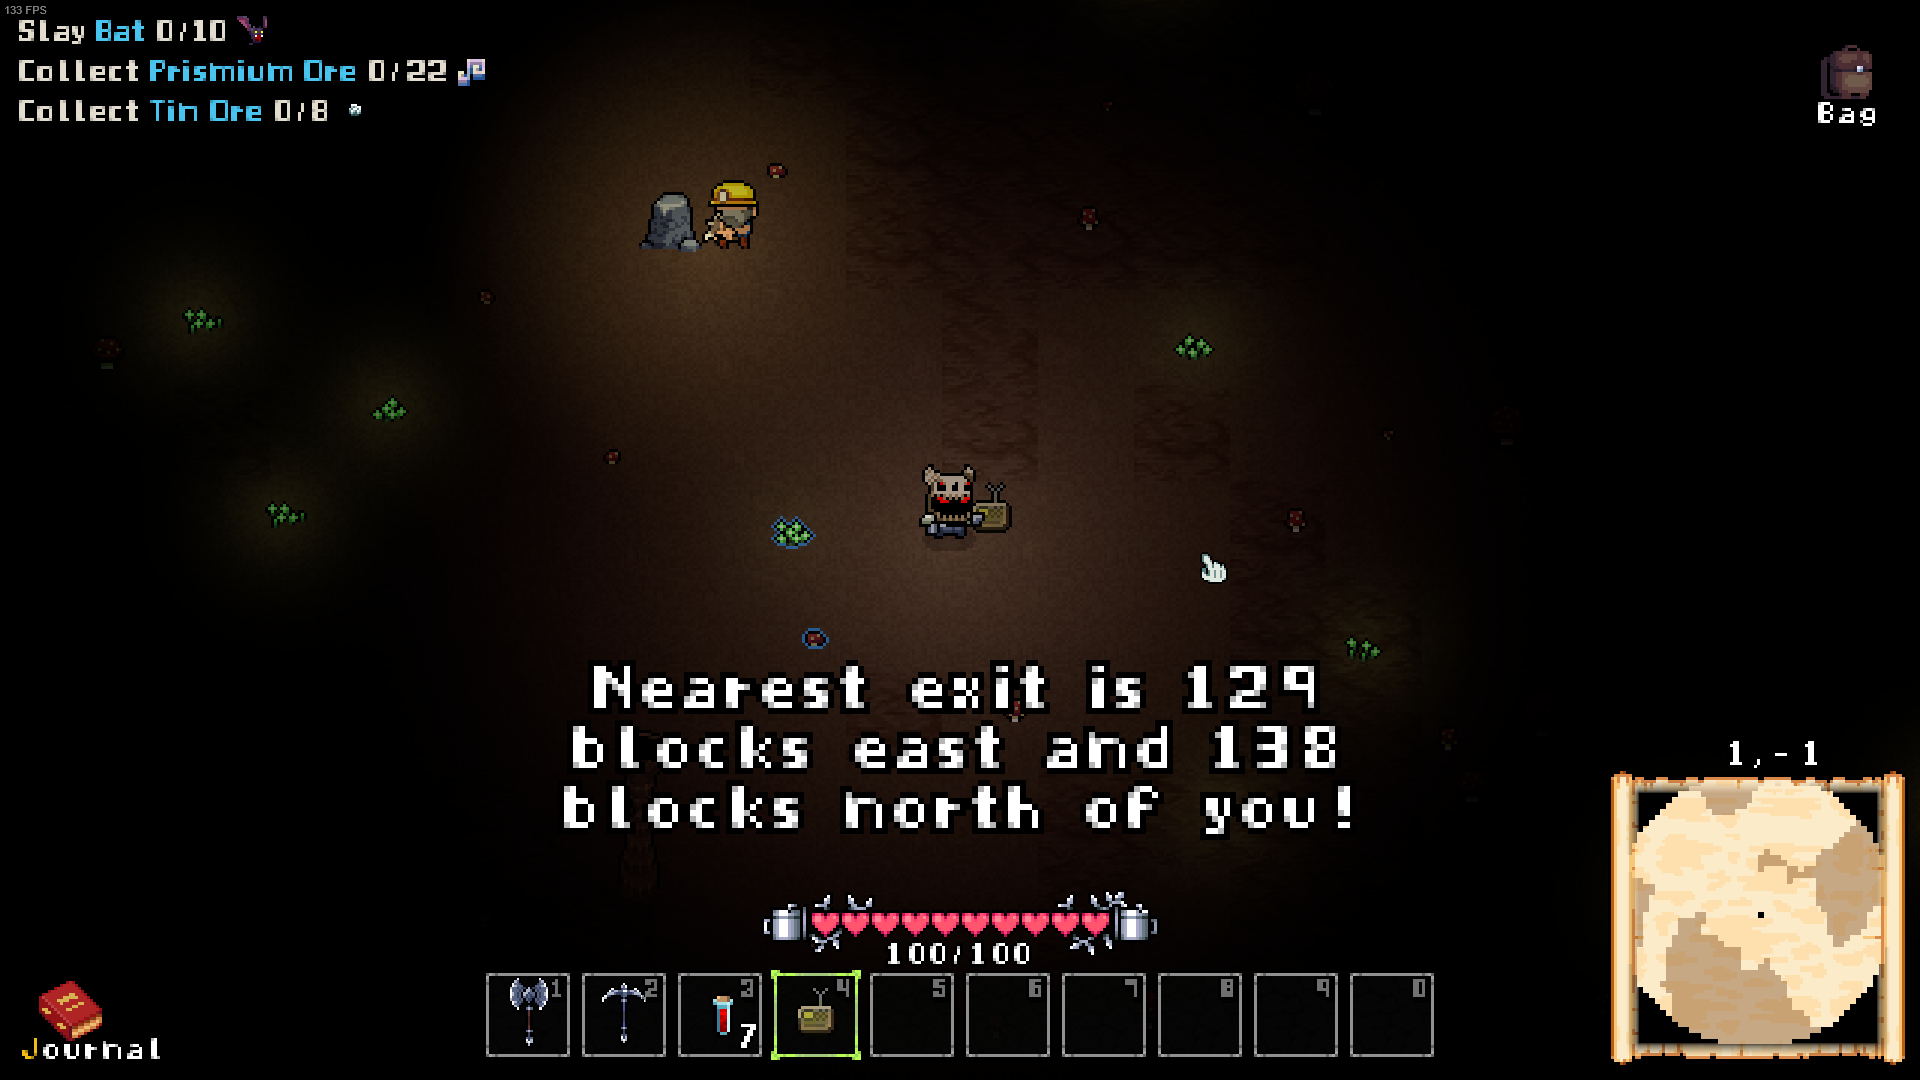 133 FPS
Slay Bat 0/10
Collect Prismium Ore 0/22
Collect Tin Ore 0/8
Bag
Nearest exit is 129
blocks east and 138
blocks north of you!
1,-1
100/100
1 2 3 4 5 6 7 8 9 0
7
Journal